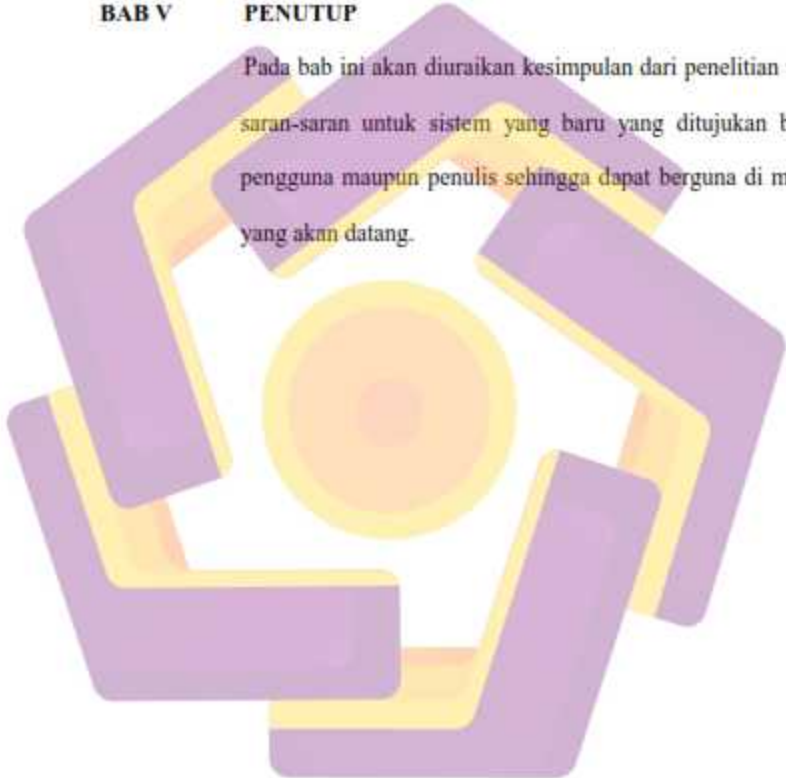 BAB V PENUTUP
Pada bab ini akan diuraikan kesimpulan dari penelitian
saran-saran untuk sistem yang baru yang ditujukan
pengguna maupun penulis sehingga dapat berguna di
yang akan datang.